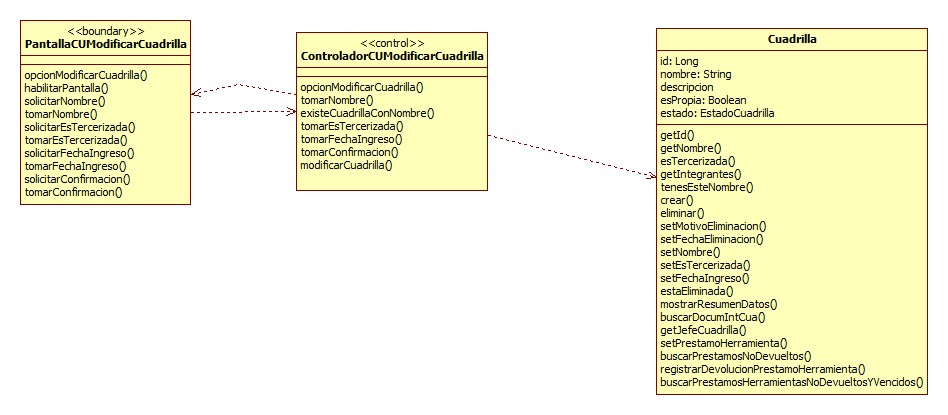 <<boundary>>
PantallaCUModificarCuadrilla
opcionModificarCuadrilla()
habilitarPantalla()
solicitarNombre()
tomarNombre()
solicitarEsTercerizada()
tomarEsTercerizada()
solicitarFechaIngreso()
tomarFechaIngreso()
solicitarConfirmacion()
tomarConfirmacion()
<<control>>
ControladorCUModificarCuadrilla
opcionModificarCuadrilla()
tomarNombre()
existeCuadrillaConNombre()
tomarEsTercerizada()
tomarFechaIngreso()
tomarConfirmacion()
modificarCuadrilla()
Cuadrilla
id: Long
nombre: String
descripcion
esPropia: Boolean
estado: EstadoCuadrilla
getId()
getNombre()
esTercerizada()
getIntegrantes()
tenesEsteNombre()
crear()
eliminar()
setMotivoEliminacion()
setFechaEliminacion()
setNombre()
setEsTercerizada()
setFechaIngreso()
estaEliminada()
mostrarResumenDatos()
buscarDocumIntCua()
getJefeCuadrilla()
setPrestamoHerramienta()
buscarPrestamosNoDevueltos()
registrarDevolucionPrestamoHerramienta()
buscarPrestamosHerramientasNoDevueltosYVencidos()